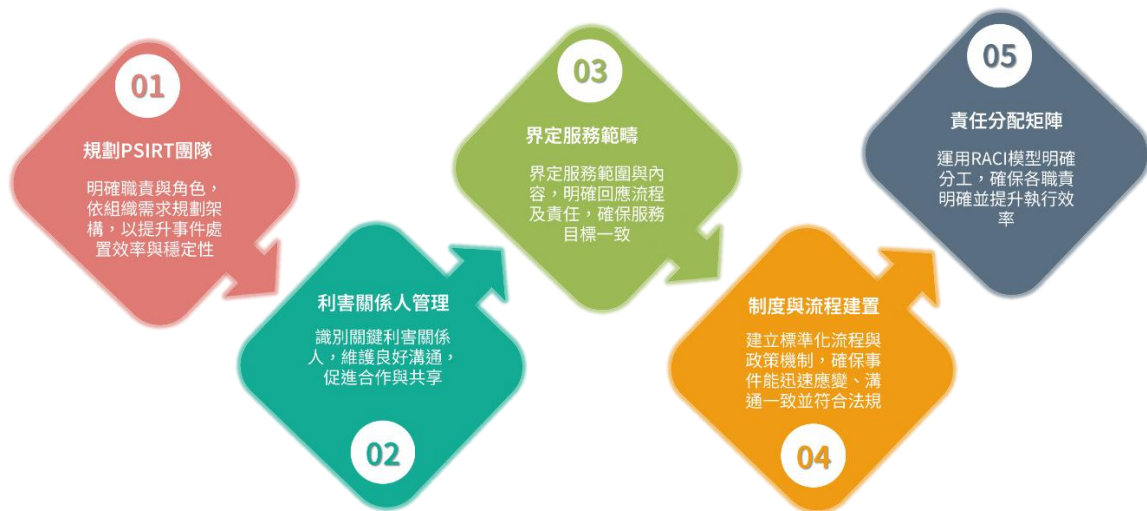 01
規劃PSIRT團隊
明確職責與角色，
依組織需求規劃架
構，以提升事件處
置效率與穩定性
利害關係人管理
識別關鍵利害關係
人，維護良好溝通，
促進合作與共享
02
03
界定服務範疇
界定服務範圍與內
容，明確回應流程
及責任，確保服務
目標一致
制度與流程建置
建立標準化流程與
政策機制，確保事
件能迅速應變、溝
通一致並符合法規
04
05
責任分配矩陣
運用RACI模型明確
分工，確保各職責
明確並提升執行效
率